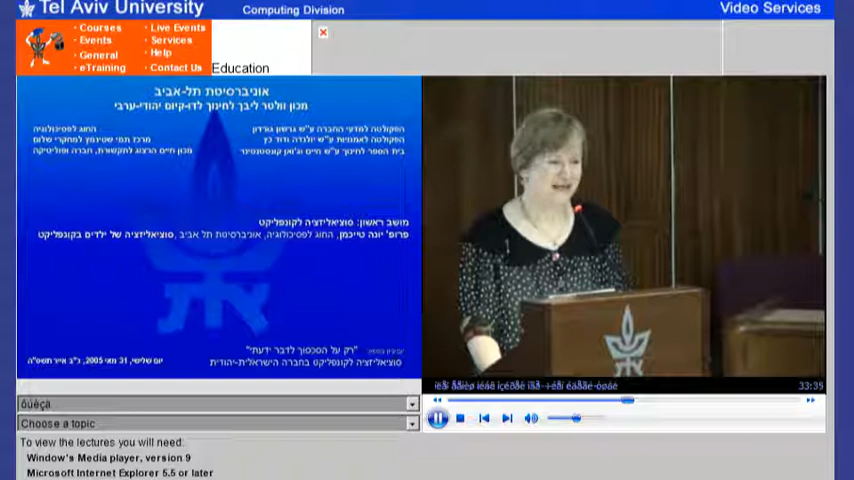 Tel Aviv University
Computing Division
Video Services
· Courses
· Live Events
· Events
· Services
· General
· Help
· eTraining
· Contact Us
Education
אוניברסיטת תל-אביב
מכון וולטר ליבך לחינוך לדו-קיום יהודי-ערבי
הפקולטה למדעי החברה ע"ש גרשון גורדון
החוג לפסיכולוגיה
הפקולטה לאמנויות ע"ש יולנדה ודוד כץ
מרכז תמי שטינמץ למחקרי שלום
בית הספר לחינוך ע"ש חיים וג'ואן קונסטנטינר
מכון חיים הרצוג לתקשורת, חברה ופוליטיקה
מושב ראשון: סוציאליזציה לקונפליקט
פרופ' יונה טייכמן, החוג לפסיכולוגיה, אוניברסיטת תל אביב, סוציאליזציה של ילדים בקונפליקט
"רק על הסכסוך לדבר ידעתי"
סוציאליזציה לקונפליקט בחברה הישראלית-יהודית
יום שלישי, 31 מאי 2005, כ"ב אייר תשס"ה
33:35
ôúéçä
Choose a topic
To view the lectures you will need:
Window's Media player, version 9
Microsoft Internet Explorer 5.5 or later